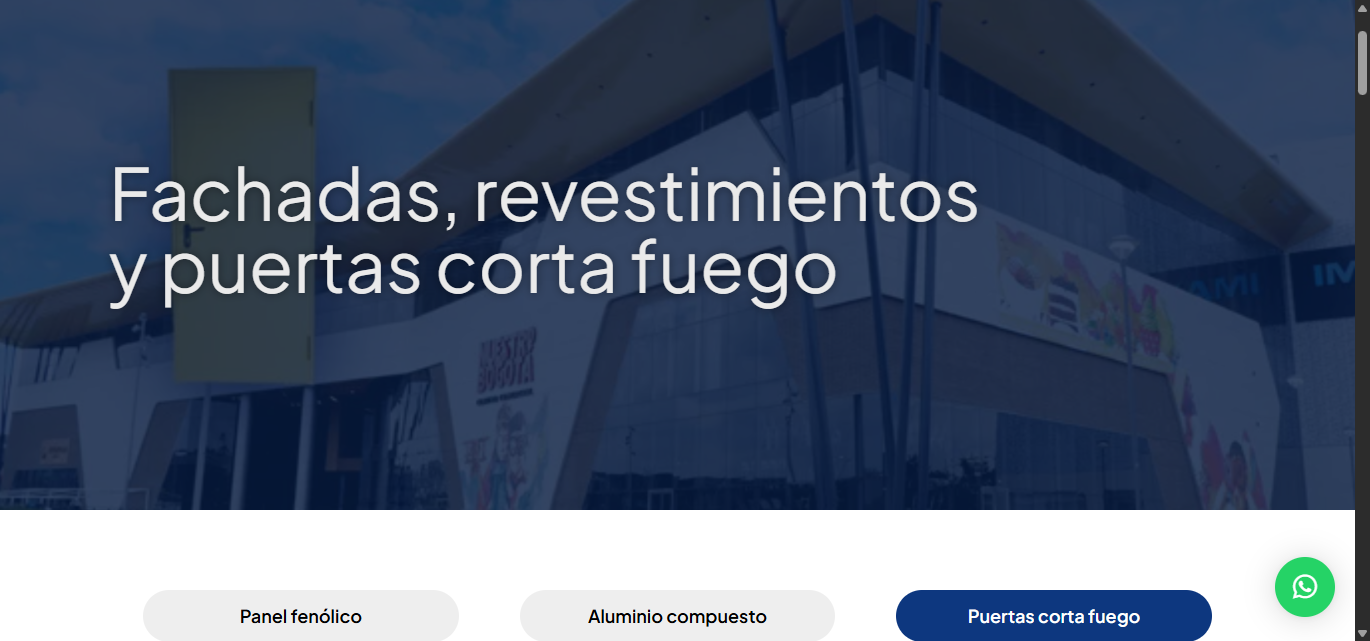 Fachadas, revestimientos
y puertas corta fuego
NUESTRO
BOGOTÁ
Panel fenólico
Aluminio compuesto
Puertas corta fuego